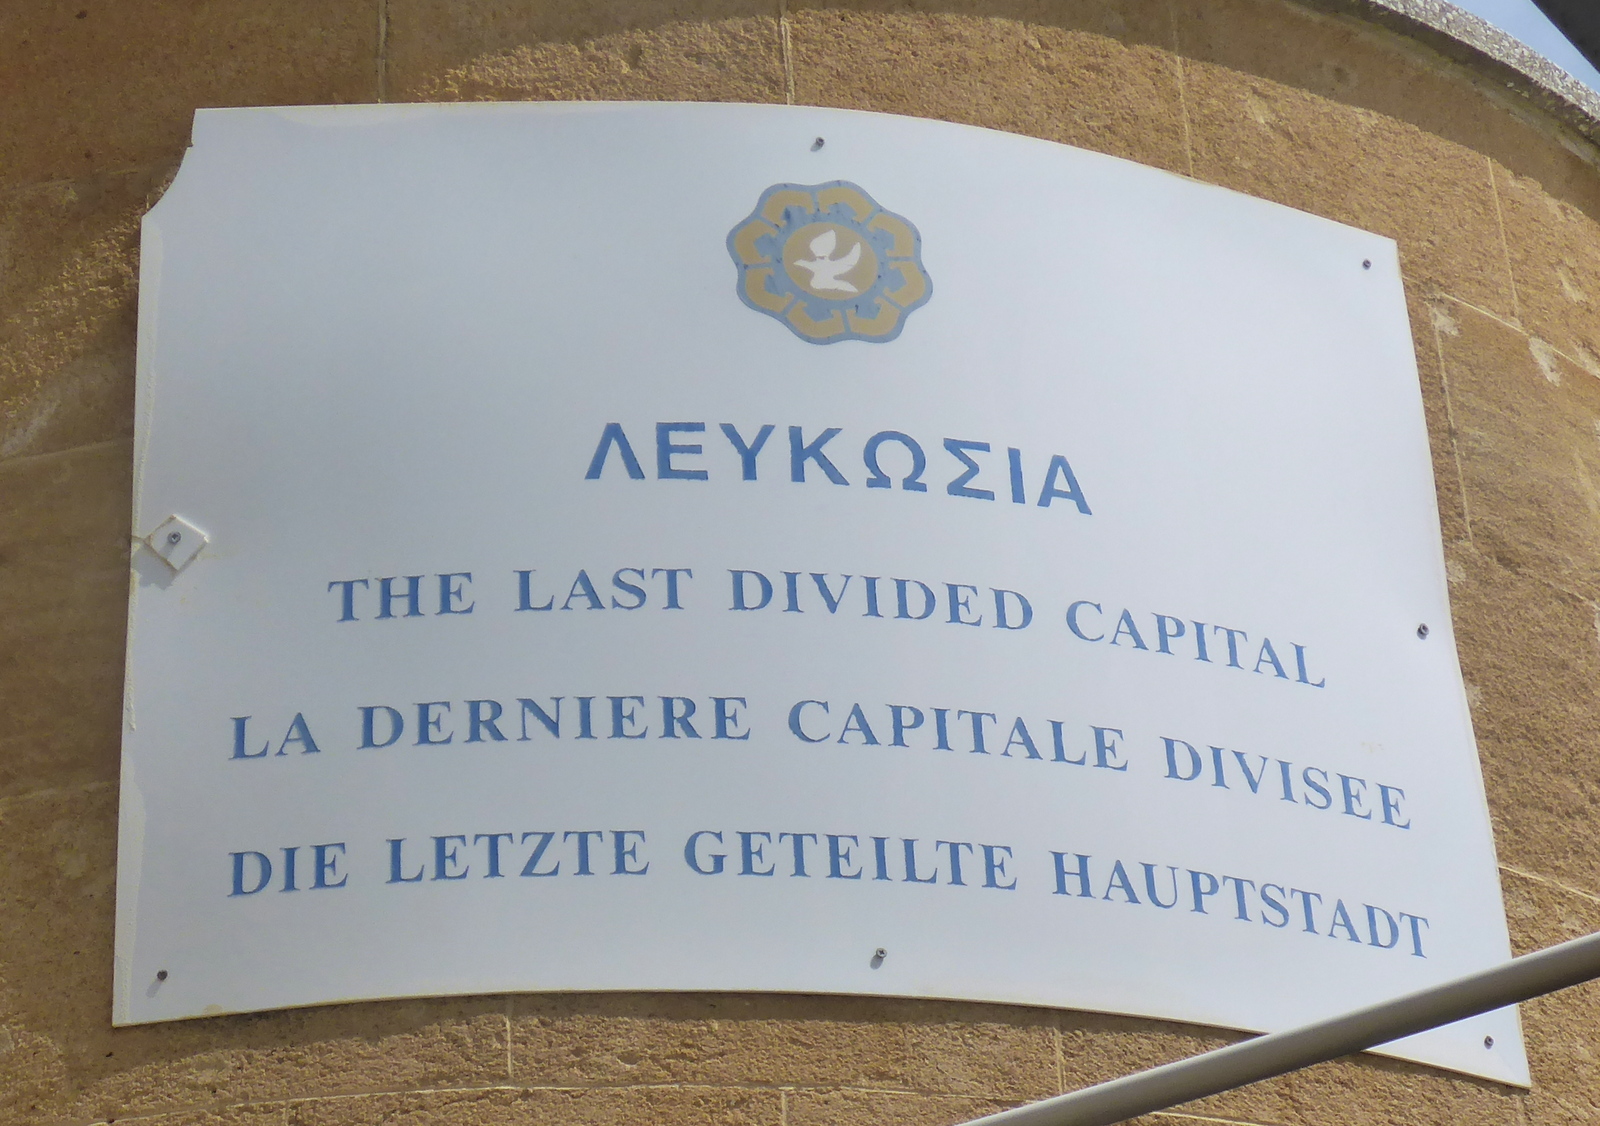 ΛΕΥΚΩΣΙΑ
THE LAST DIVIDED CAPITAL
LA DERNIERE CAPITALE DIVISEE
DIE LETZTE GETEILTE HAUPTSTADT